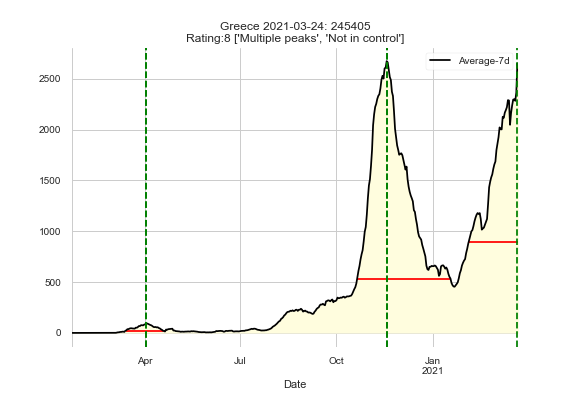 Greece 2021-03-24: 245405
Rating:8 ['Multiple peaks', 'Not in control']
Average-7d
2500
2000
1500
1000
500
0
Apr
Jul
Oct
Jan
2021
Date